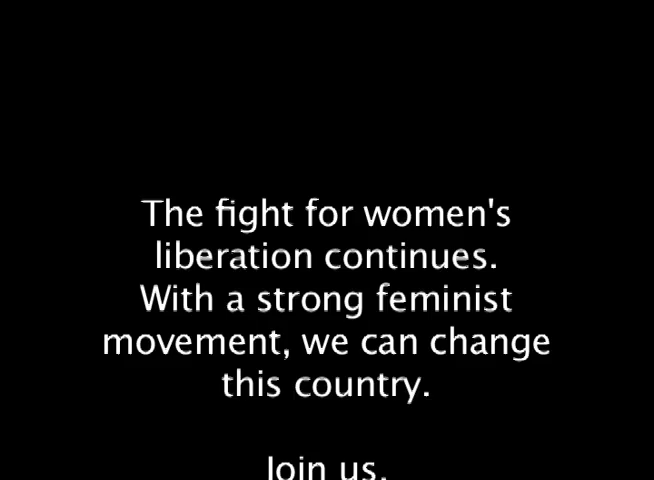 The fight for women's
liberation continues.
With a strong feminist
movement, we can change
this country.
Join us.